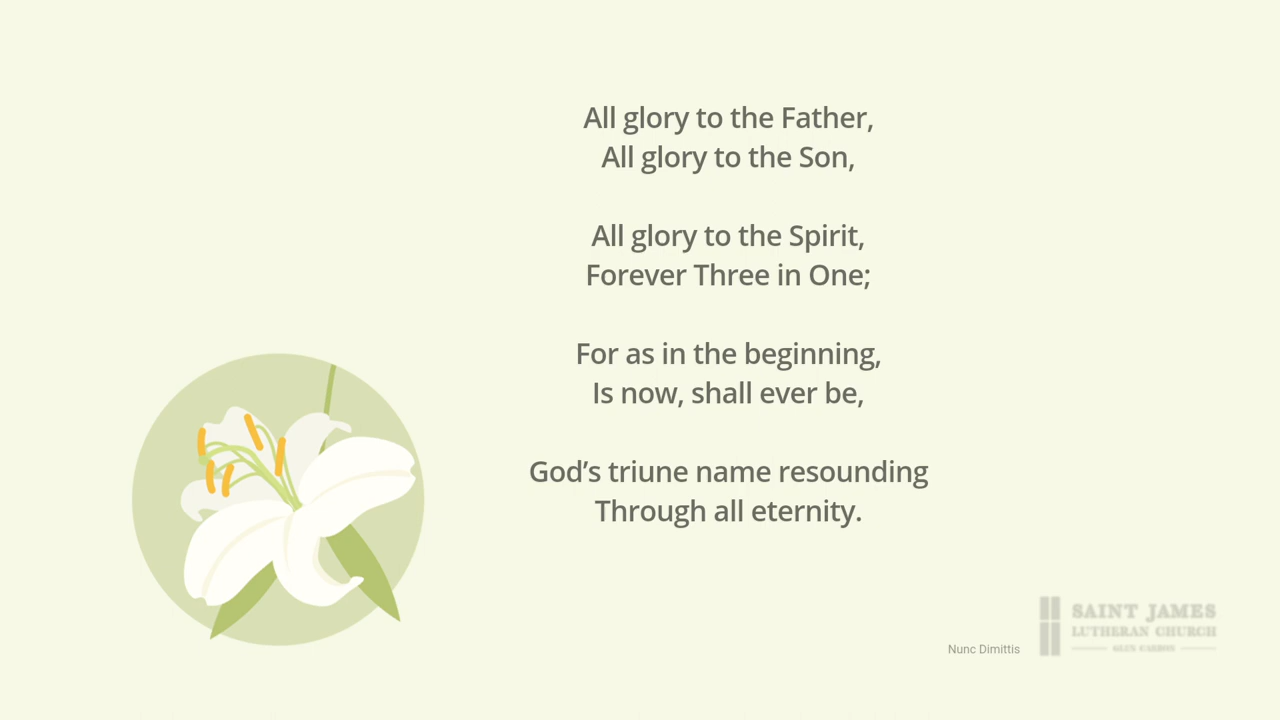 All glory to the Father,
All glory to the Son,
All glory to the Spirit,
Forever Three in One;
For as in the beginning,
Is now, shall ever be,
God’s triune name resounding
Through all eternity.
Nunc Dimittis
SAINT JAMES
LUTHERAN CHURCH
GLEN CARBON